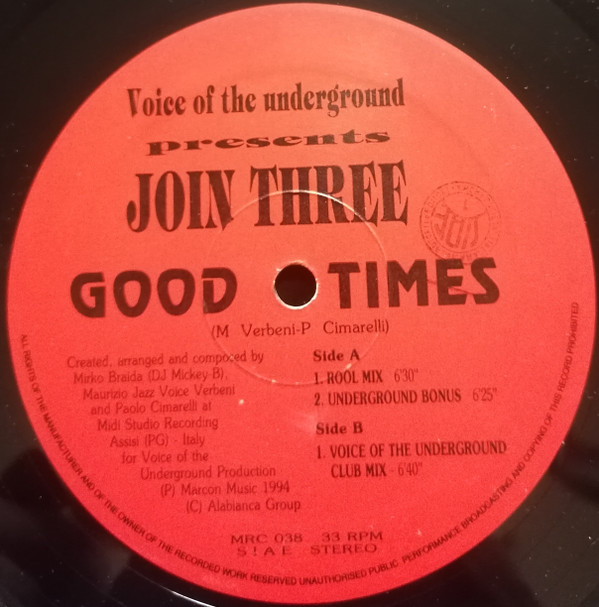 Voice of the underground
presents
JOIN THREE
GOOD TIMES
(M Verbeni-P Cimarelli)
Created, arranged and composed by
Mirko Braida (DJ Mickey-B),
Maurizio Jazz Voice Verbeni
and Paolo Cimarelli at
Midi Studio Recording
Assisi (PG) - Italy
for Voice of the
Underground Production
(P) Marcon Music 1994
(C) Alabianca Group
Side A
1. ROOL MIX 6'30"
2. UNDERGROUND BONUS 6'25"
Side B
1. VOICE OF THE UNDERGROUND
CLUB MIX - 6'40"
MRC 038 33 RPM
S!AE STEREO
ALL RIGHTS OF THE MANUFACTURER AND OF THE OWNER OF THE RECORDED WORK RESERVED UNAUTHORISED PUBLIC PERFORMANCE BROADCASTING AND COPYING OF THIS RECORD PROHIBITED